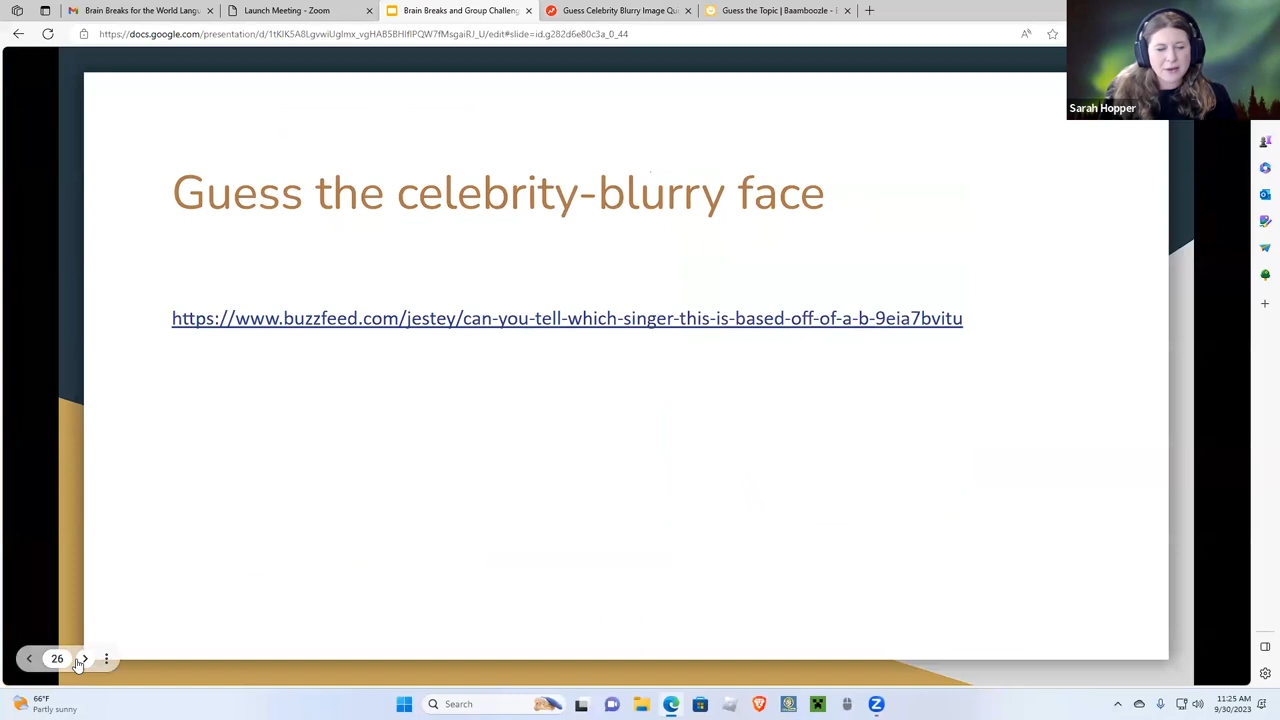 Brain Breaks for the World Langu
Launch Meeting - Zoom
Brain Breaks and Group Challeng
Guess Celebrity Blurry Image Qu
Guess the Topic | Baamboozle - B
Sarah Hopper
Guess the celebrity-blurry face
https://www.buzzfeed.com/jestey/can-you-tell-which-singer-this-is-based-off-of-a-b-9eia7bvitu
26
66°F
Partly sunny
Search
11:25 AM
9/30/2023